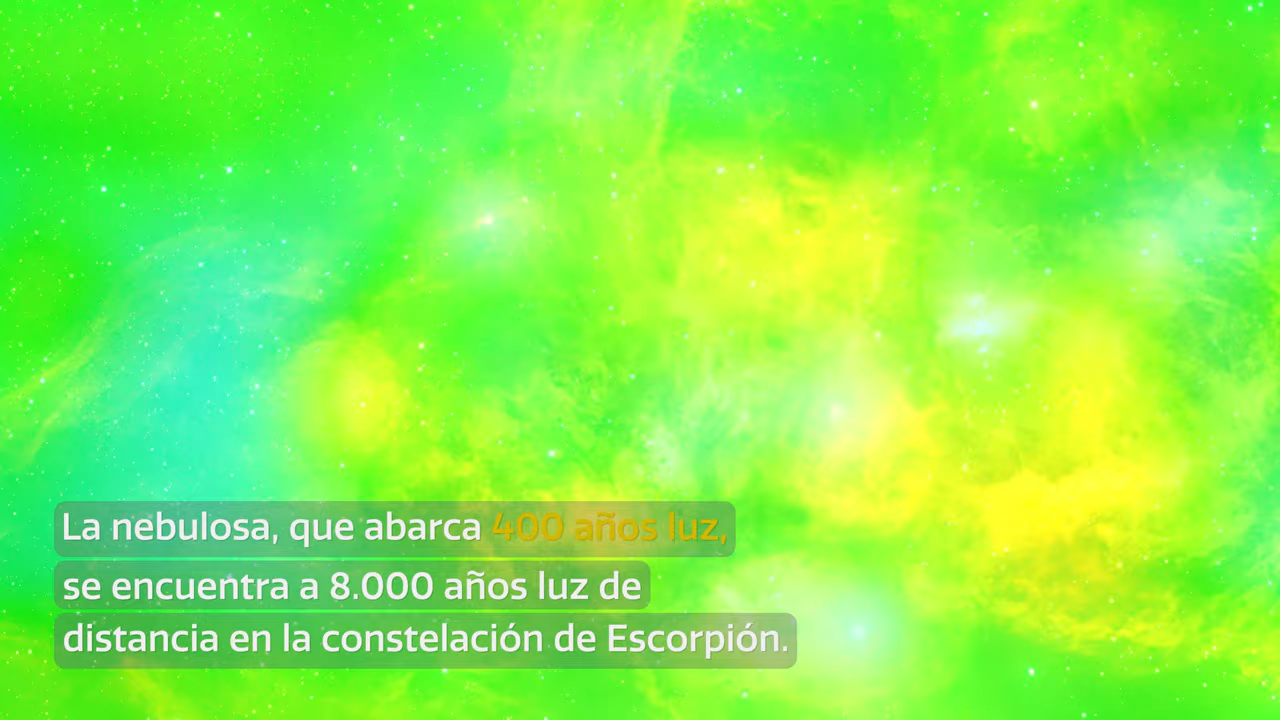 La nebulosa, que abarca 400 años luz,
se encuentra a 8.000 años luz de
distancia en la constelación de Escorpión.